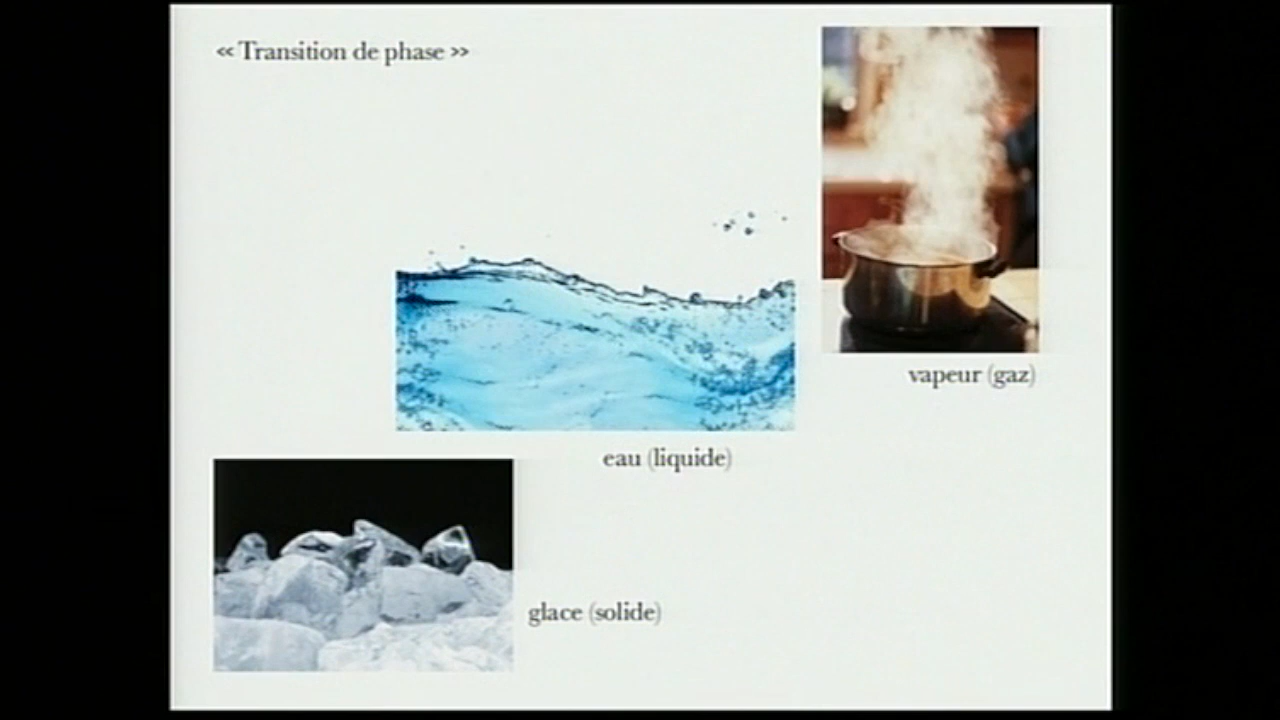 « Transition de phase »
vapeur (gaz)
eau (liquide)
glace (solide)